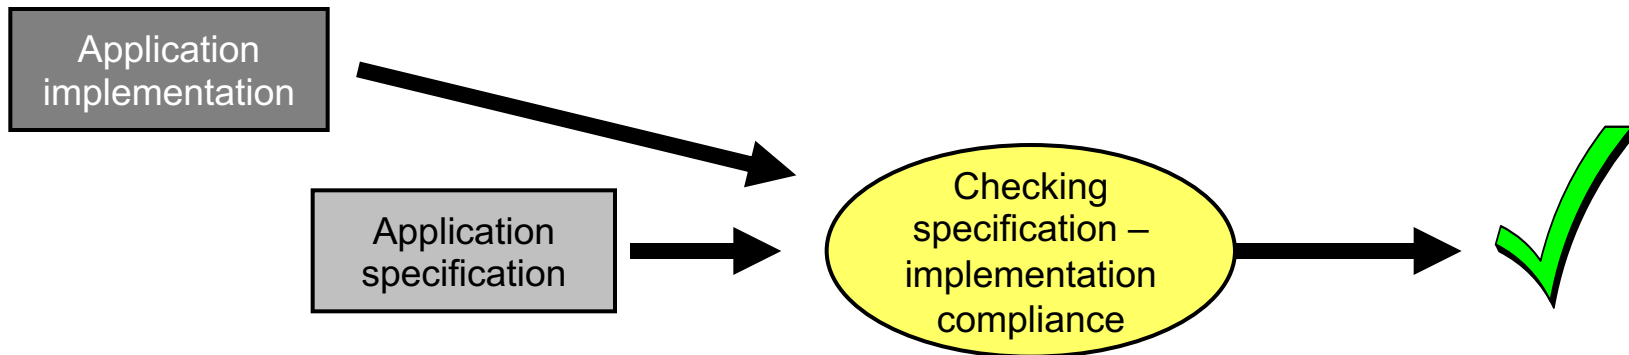 Application
implementation
Application
specification
Checking
specification –
implementation
compliance